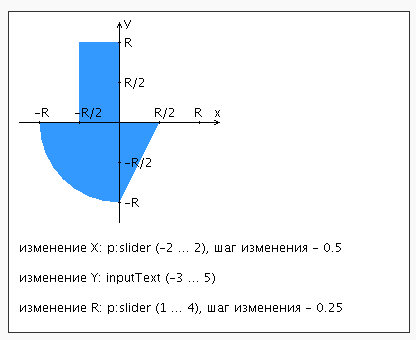 y
R
R/2
-R -R/2 R/2 R x
-R/2
-R
изменение X: p:slider (-2 ... 2), шаг изменения - 0.5
изменение Y: inputText (-3 ... 5)
изменение R: p:slider (1 ... 4), шаг изменения - 0.25